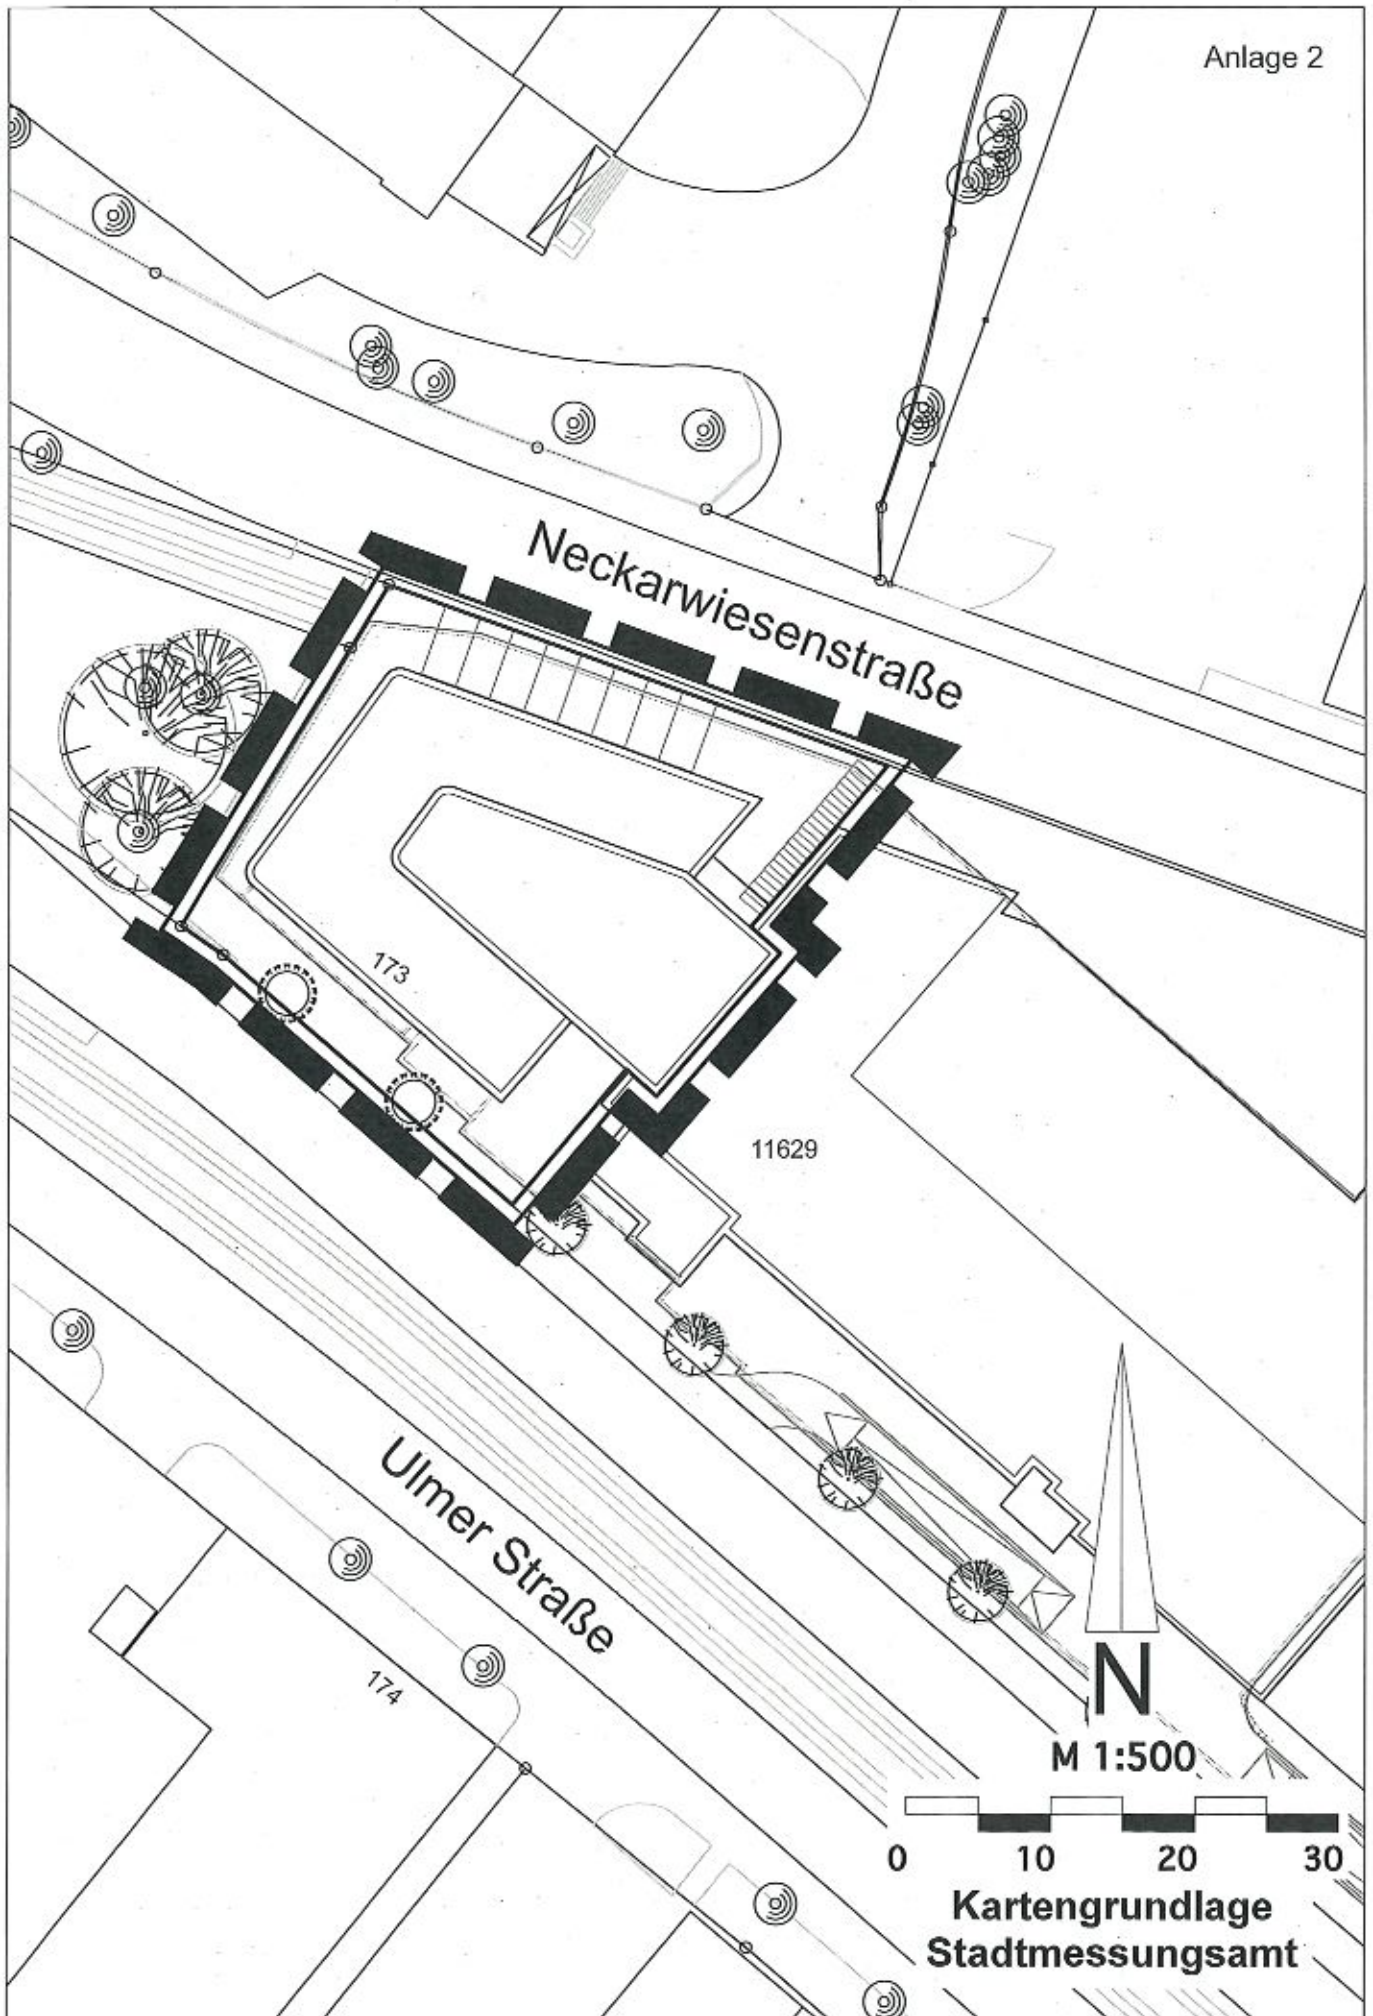 Anlage 2
Neckarwiesenstraße
173
11629
Ulmer Straße
174
N
M 1:500
0 10 20 30
Kartengrundlage
Stadtmessungsamt